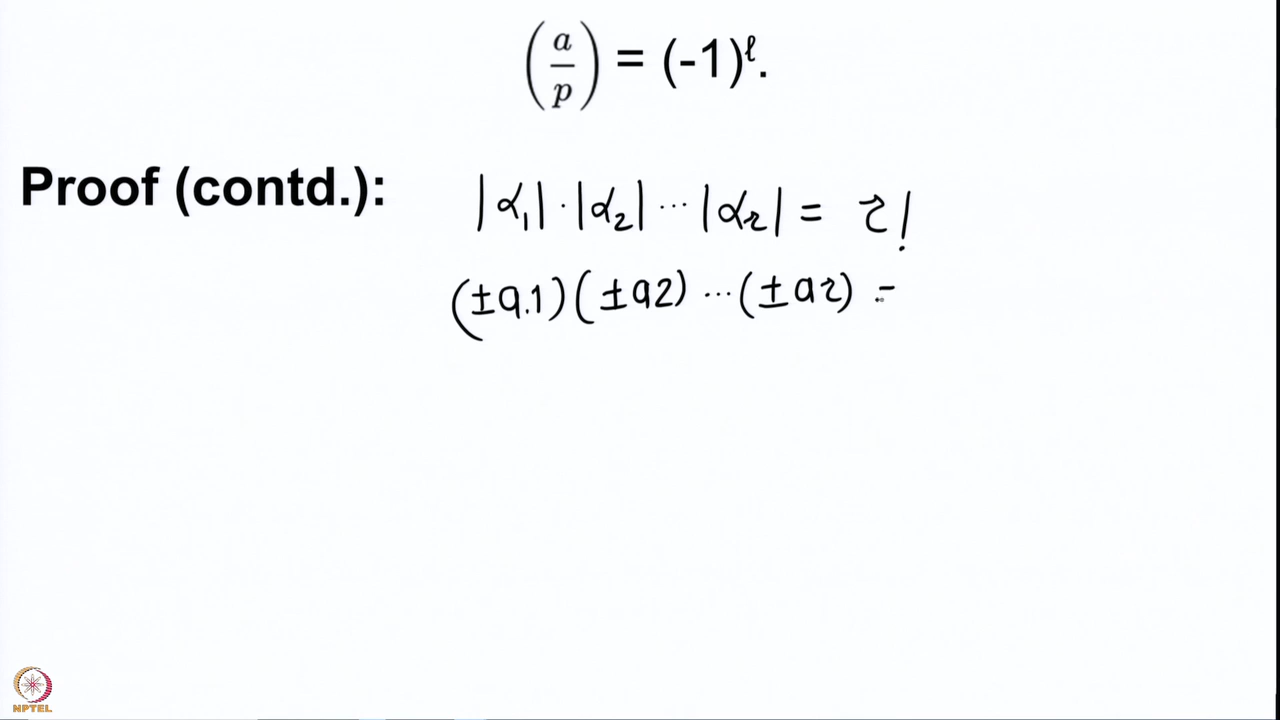 (a/p) = (-1)^ℓ.
Proof (contd.): |α₁|·|α₂| ⋯ |αᵣ| = r!
(±a.1)(±a2) ⋯ (±ar) =
NPTEL